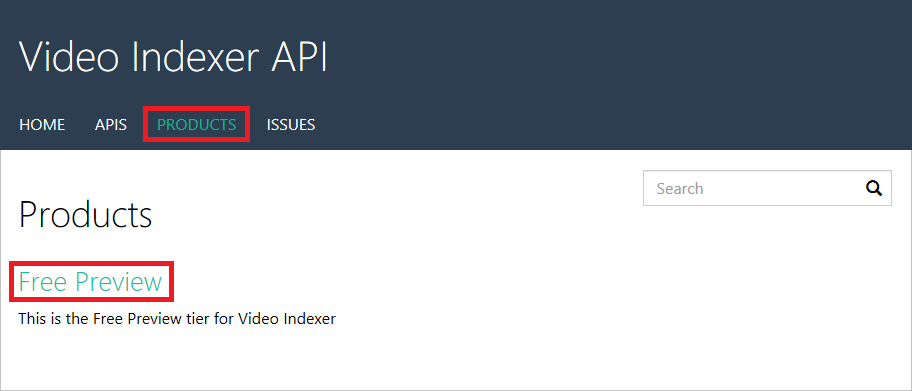 Video Indexer API
HOME APIS PRODUCTS ISSUES
Search
Products
Free Preview
This is the Free Preview tier for Video Indexer